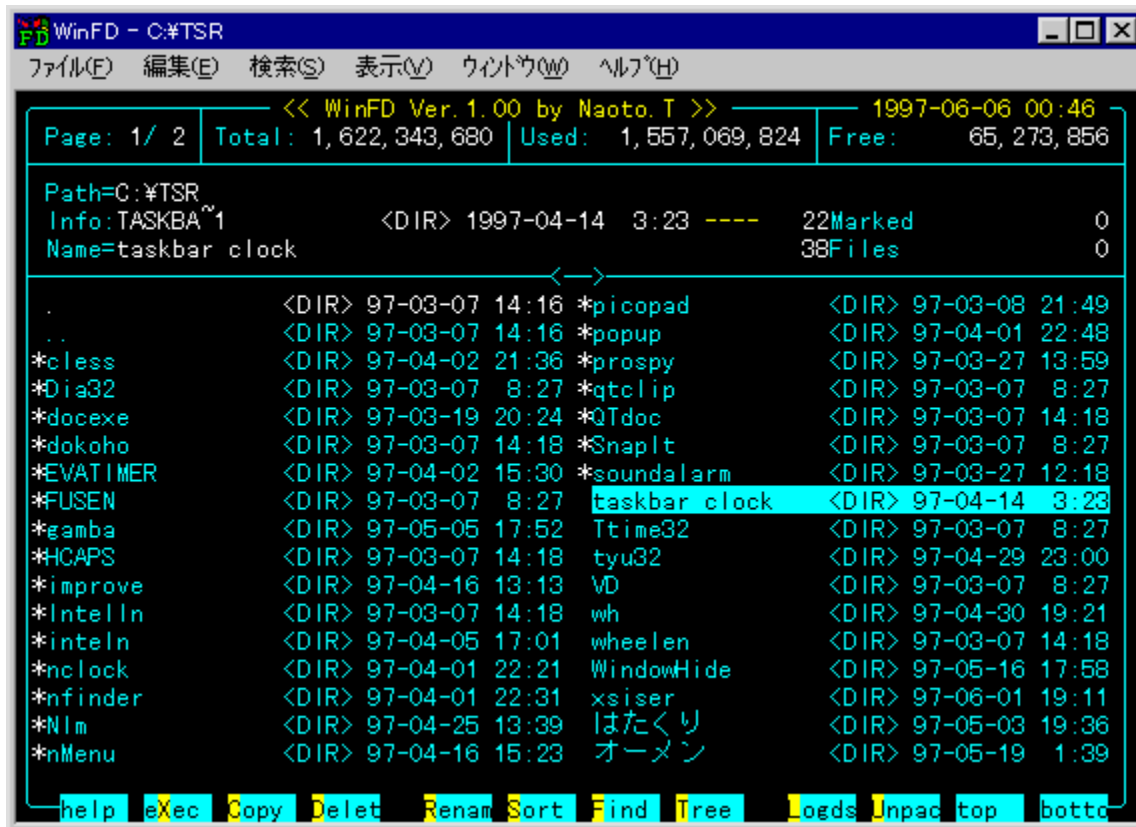 WinFD - C:¥TSR
ファイル(F) 編集(E) 検索(S) 表示(V) ウィンドウ(W) ヘルプ(H)
<< WinFD Ver.1.00 by Naoto.T >> 1997-06-06 00:46
Page: 1/ 2 Total: 1,622,343,680 Used: 1,557,069,824 Free: 65,273,856
Path=C:¥TSR
Info:TASKBA~1 <DIR> 1997-04-14 3:23 ---- 22Marked 0
Name=taskbar clock 38Files 0
<-->
. <DIR> 97-03-07 14:16 *picopad <DIR> 97-03-08 21:49
.. <DIR> 97-03-07 14:16 *popup <DIR> 97-04-01 22:48
*cless <DIR> 97-04-02 21:36 *prospy <DIR> 97-03-27 13:59
*Dia32 <DIR> 97-03-07 8:27 *qtclip <DIR> 97-03-07 8:27
*docexe <DIR> 97-03-19 20:24 *QTdoc <DIR> 97-03-07 14:18
*dokoho <DIR> 97-03-07 14:18 *SnapIt <DIR> 97-03-07 8:27
*EVATIMER <DIR> 97-04-02 15:30 *soundalarm <DIR> 97-03-27 12:18
*FUSEN <DIR> 97-03-07 8:27 taskbar clock <DIR> 97-04-14 3:23
*gamba <DIR> 97-05-05 17:52 Ttime32 <DIR> 97-03-07 8:27
*HCAPS <DIR> 97-03-07 14:18 tyu32 <DIR> 97-04-29 23:00
*improve <DIR> 97-04-16 13:13 VD <DIR> 97-03-07 8:27
*IntelIn <DIR> 97-03-07 14:18 wh <DIR> 97-04-30 19:21
*inteln <DIR> 97-04-05 17:01 wheelen <DIR> 97-03-07 14:18
*nclock <DIR> 97-04-01 22:21 WindowHide <DIR> 97-05-16 17:58
*nfinder <DIR> 97-04-01 22:31 xsiser <DIR> 97-06-01 19:11
*Nlm <DIR> 97-04-25 13:39 はたくり <DIR> 97-05-03 19:36
*nMenu <DIR> 97-04-16 15:23 オーメン <DIR> 97-05-19 1:39
help eXec Copy Delet Renam Sort Find Tree Logds Unpac top botto